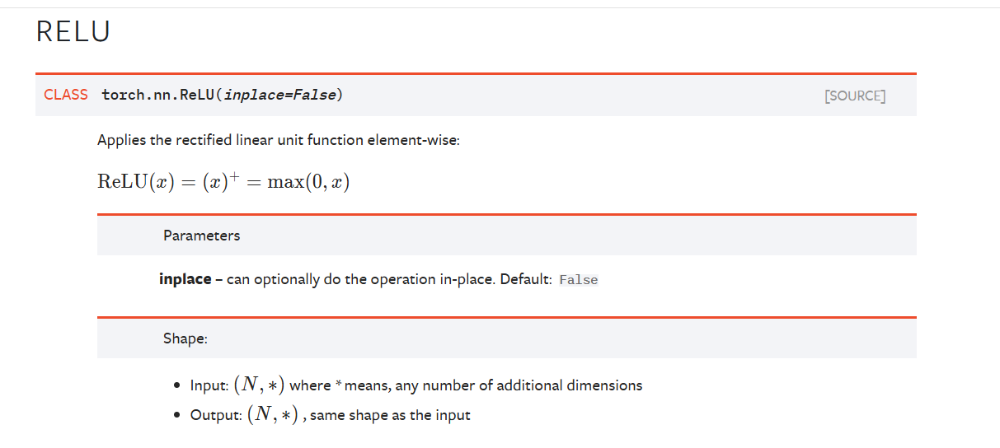 RELU
CLASS torch.nn.ReLU(inplace=False) [SOURCE]
Applies the rectified linear unit function element-wise:
ReLU(x) = (x)⁺ = max(0, x)
Parameters
inplace – can optionally do the operation in-place. Default: False
Shape:
• Input: (N, ∗) where * means, any number of additional dimensions
• Output: (N, ∗) , same shape as the input